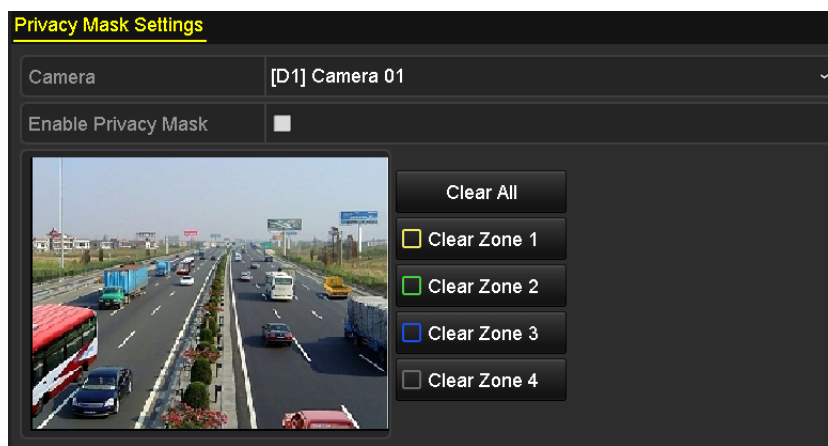 Privacy Mask Settings
Camera [D1] Camera 01
Enable Privacy Mask
Clear All
Clear Zone 1
Clear Zone 2
Clear Zone 3
Clear Zone 4